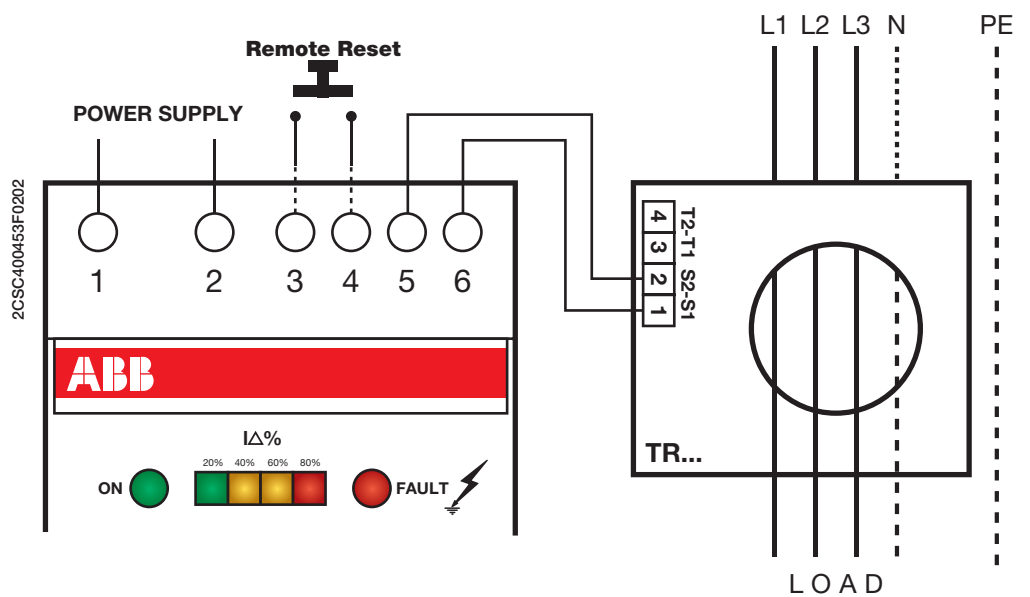 L1 L2 L3 N PE
Remote Reset
POWER SUPPLY
2CSC400453F0202
1 2 3 4 5 6
4 3 2 1
T2-T1 S2-S1
ABB
I△%
20% 40% 60% 80%
ON
FAULT
TR...
LOAD